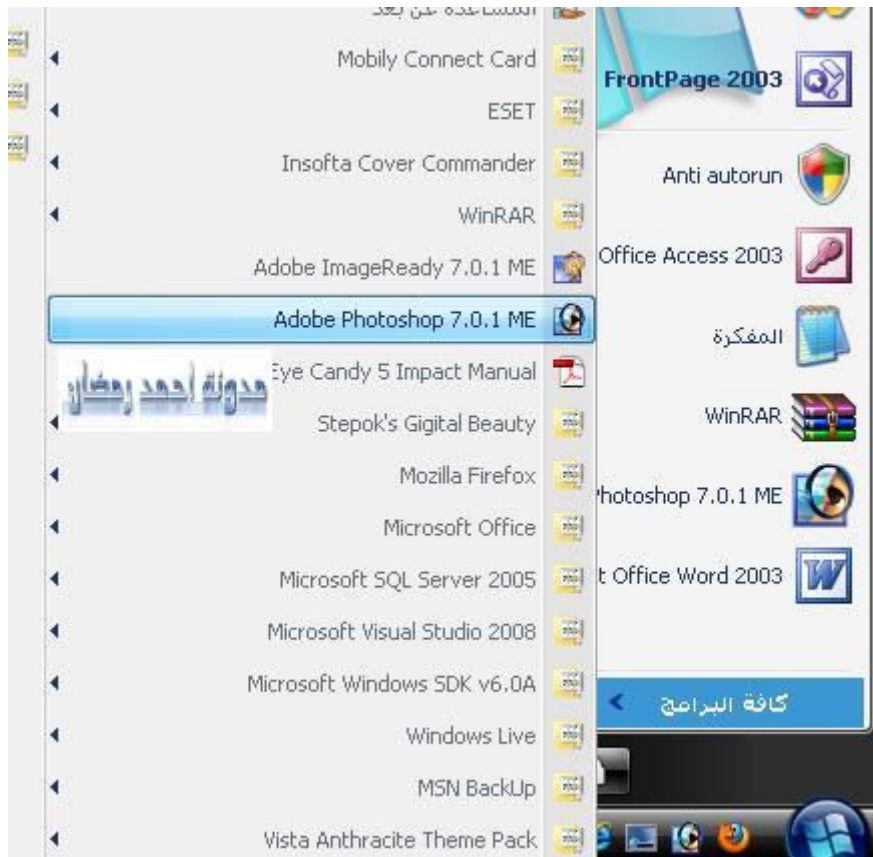 FrontPage 2003
Anti autorun
Office Access 2003
المفكرة
WinRAR
hotoshop 7.0.1 ME
t Office Word 2003
كافة البرامج
المساعدة عن بعد
Mobily Connect Card
ESET
Insofta Cover Commander
WinRAR
Adobe ImageReady 7.0.1 ME
Adobe Photoshop 7.0.1 ME
Eye Candy 5 Impact Manual
مدونة احمد رمضان
Stepok's Gigital Beauty
Mozilla Firefox
Microsoft Office
Microsoft SQL Server 2005
Microsoft Visual Studio 2008
Microsoft Windows SDK v6.0A
Windows Live
MSN BackUp
Vista Anthracite Theme Pack